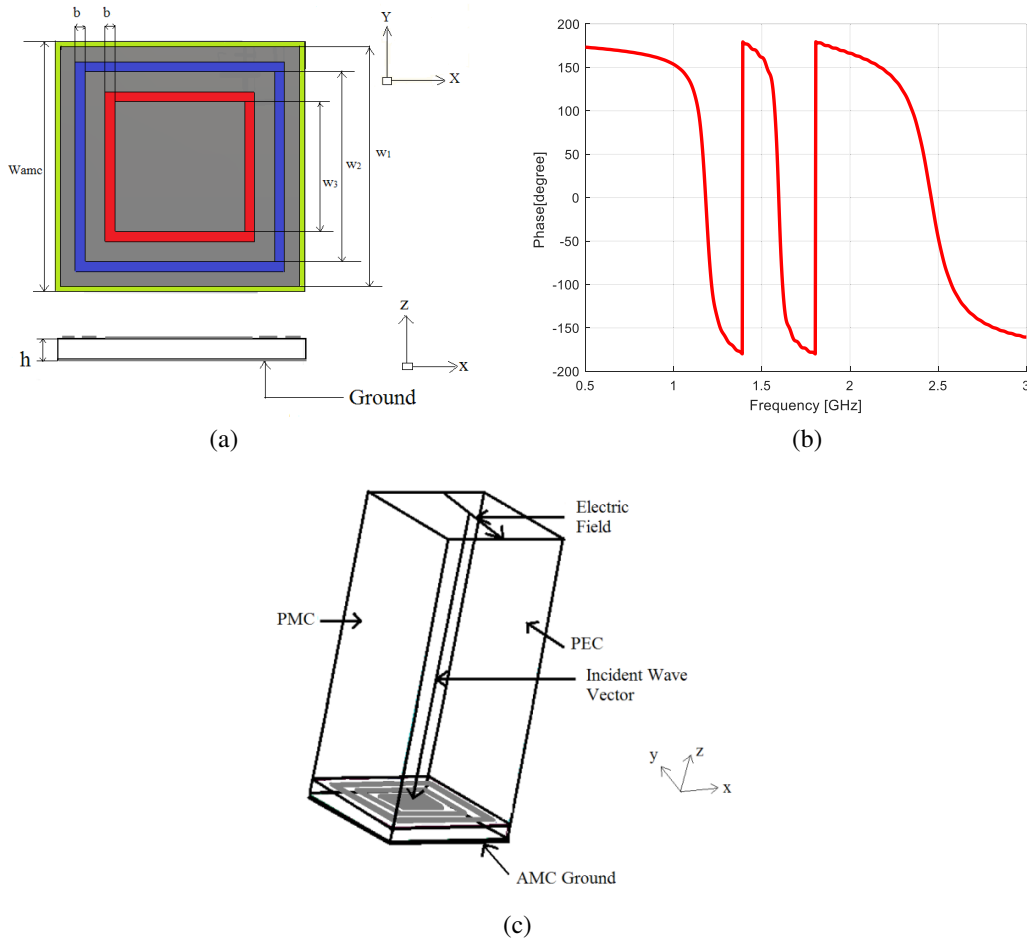 b
b
Y
X
Wamc
w₃
w₂
w₁
h
z
x
Ground
(a)
200
150
100
50
0
-50
-100
-150
-200
Phase[degree]
0.5
1
1.5
2
2.5
3
Frequency [GHz]
(b)
Electric
Field
PMC
PEC
Incident Wave
Vector
y
z
x
AMC Ground
(c)